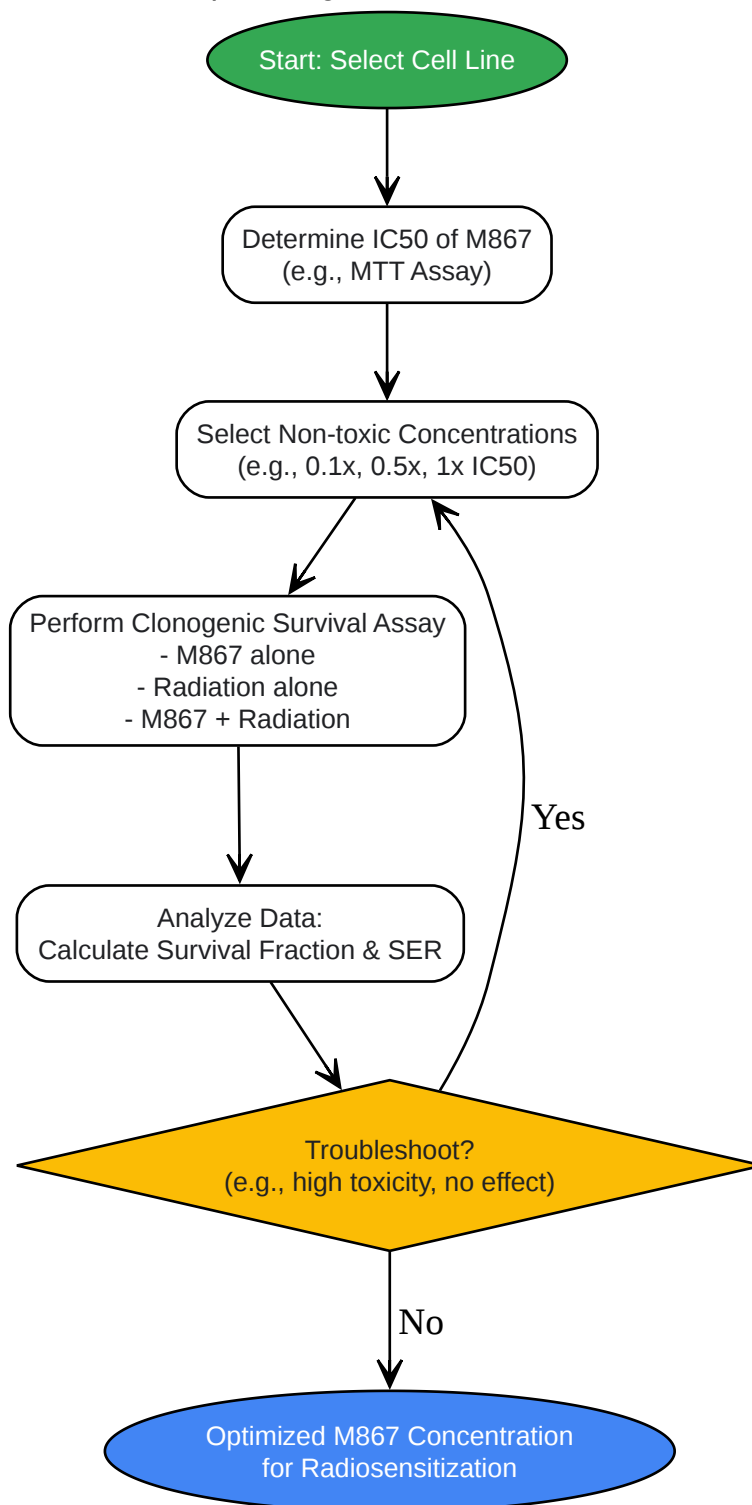 Start: Select Cell Line
Determine IC50 of M867
(e.g., MTT Assay)
Select Non-toxic Concentrations
(e.g., 0.1x, 0.5x, 1x IC50)
Perform Clonogenic Survival Assay
- M867 alone
- Radiation alone
- M867 + Radiation
Yes
Analyze Data:
Calculate Survival Fraction & SER
Troubleshoot?
(e.g., high toxicity, no effect)
No
Optimized M867 Concentration
for Radiosensitization